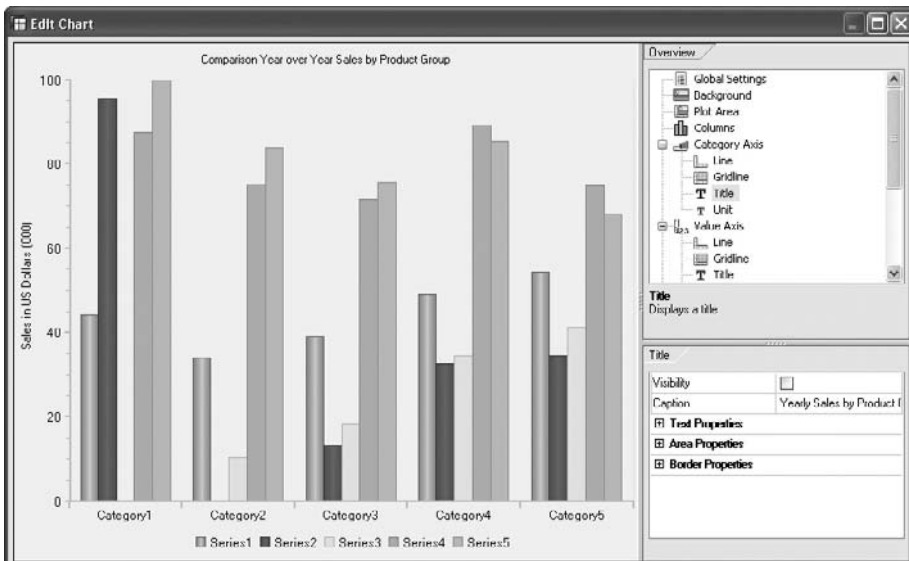 Edit Chart
Comparison Year over Year Sales by Product Group
Sales in US Dollars (000)
100
80
60
40
20
0
Category1 Category2 Category3 Category4 Category5
Series1 Series2 Series3 Series4 Series5
Overview
Global Settings
Background
Plot Area
Columns
Category Axis
Line
Gridline
Title
Unit
Value Axis
Line
Gridline
Title
Title
Displays a title
Title
Visibility
Caption Yearly Sales by Product
Text Properties
Area Properties
Border Properties